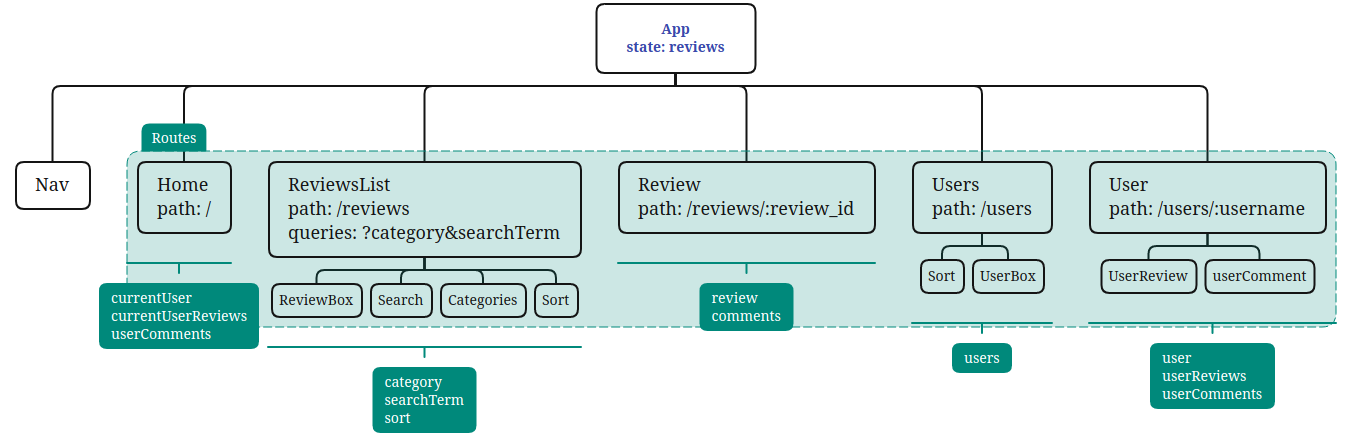 App
state: reviews
Routes
Nav
Home
path: /
ReviewsList
path: /reviews
queries: ?category&searchTerm
Review
path: /reviews/:review_id
Users
path: /users
User
path: /users/:username
ReviewBox
Search
Categories
Sort
Sort
UserBox
UserReview
userComment
currentUser
currentUserReviews
userComments
category
searchTerm
sort
review
comments
users
user
userReviews
userComments